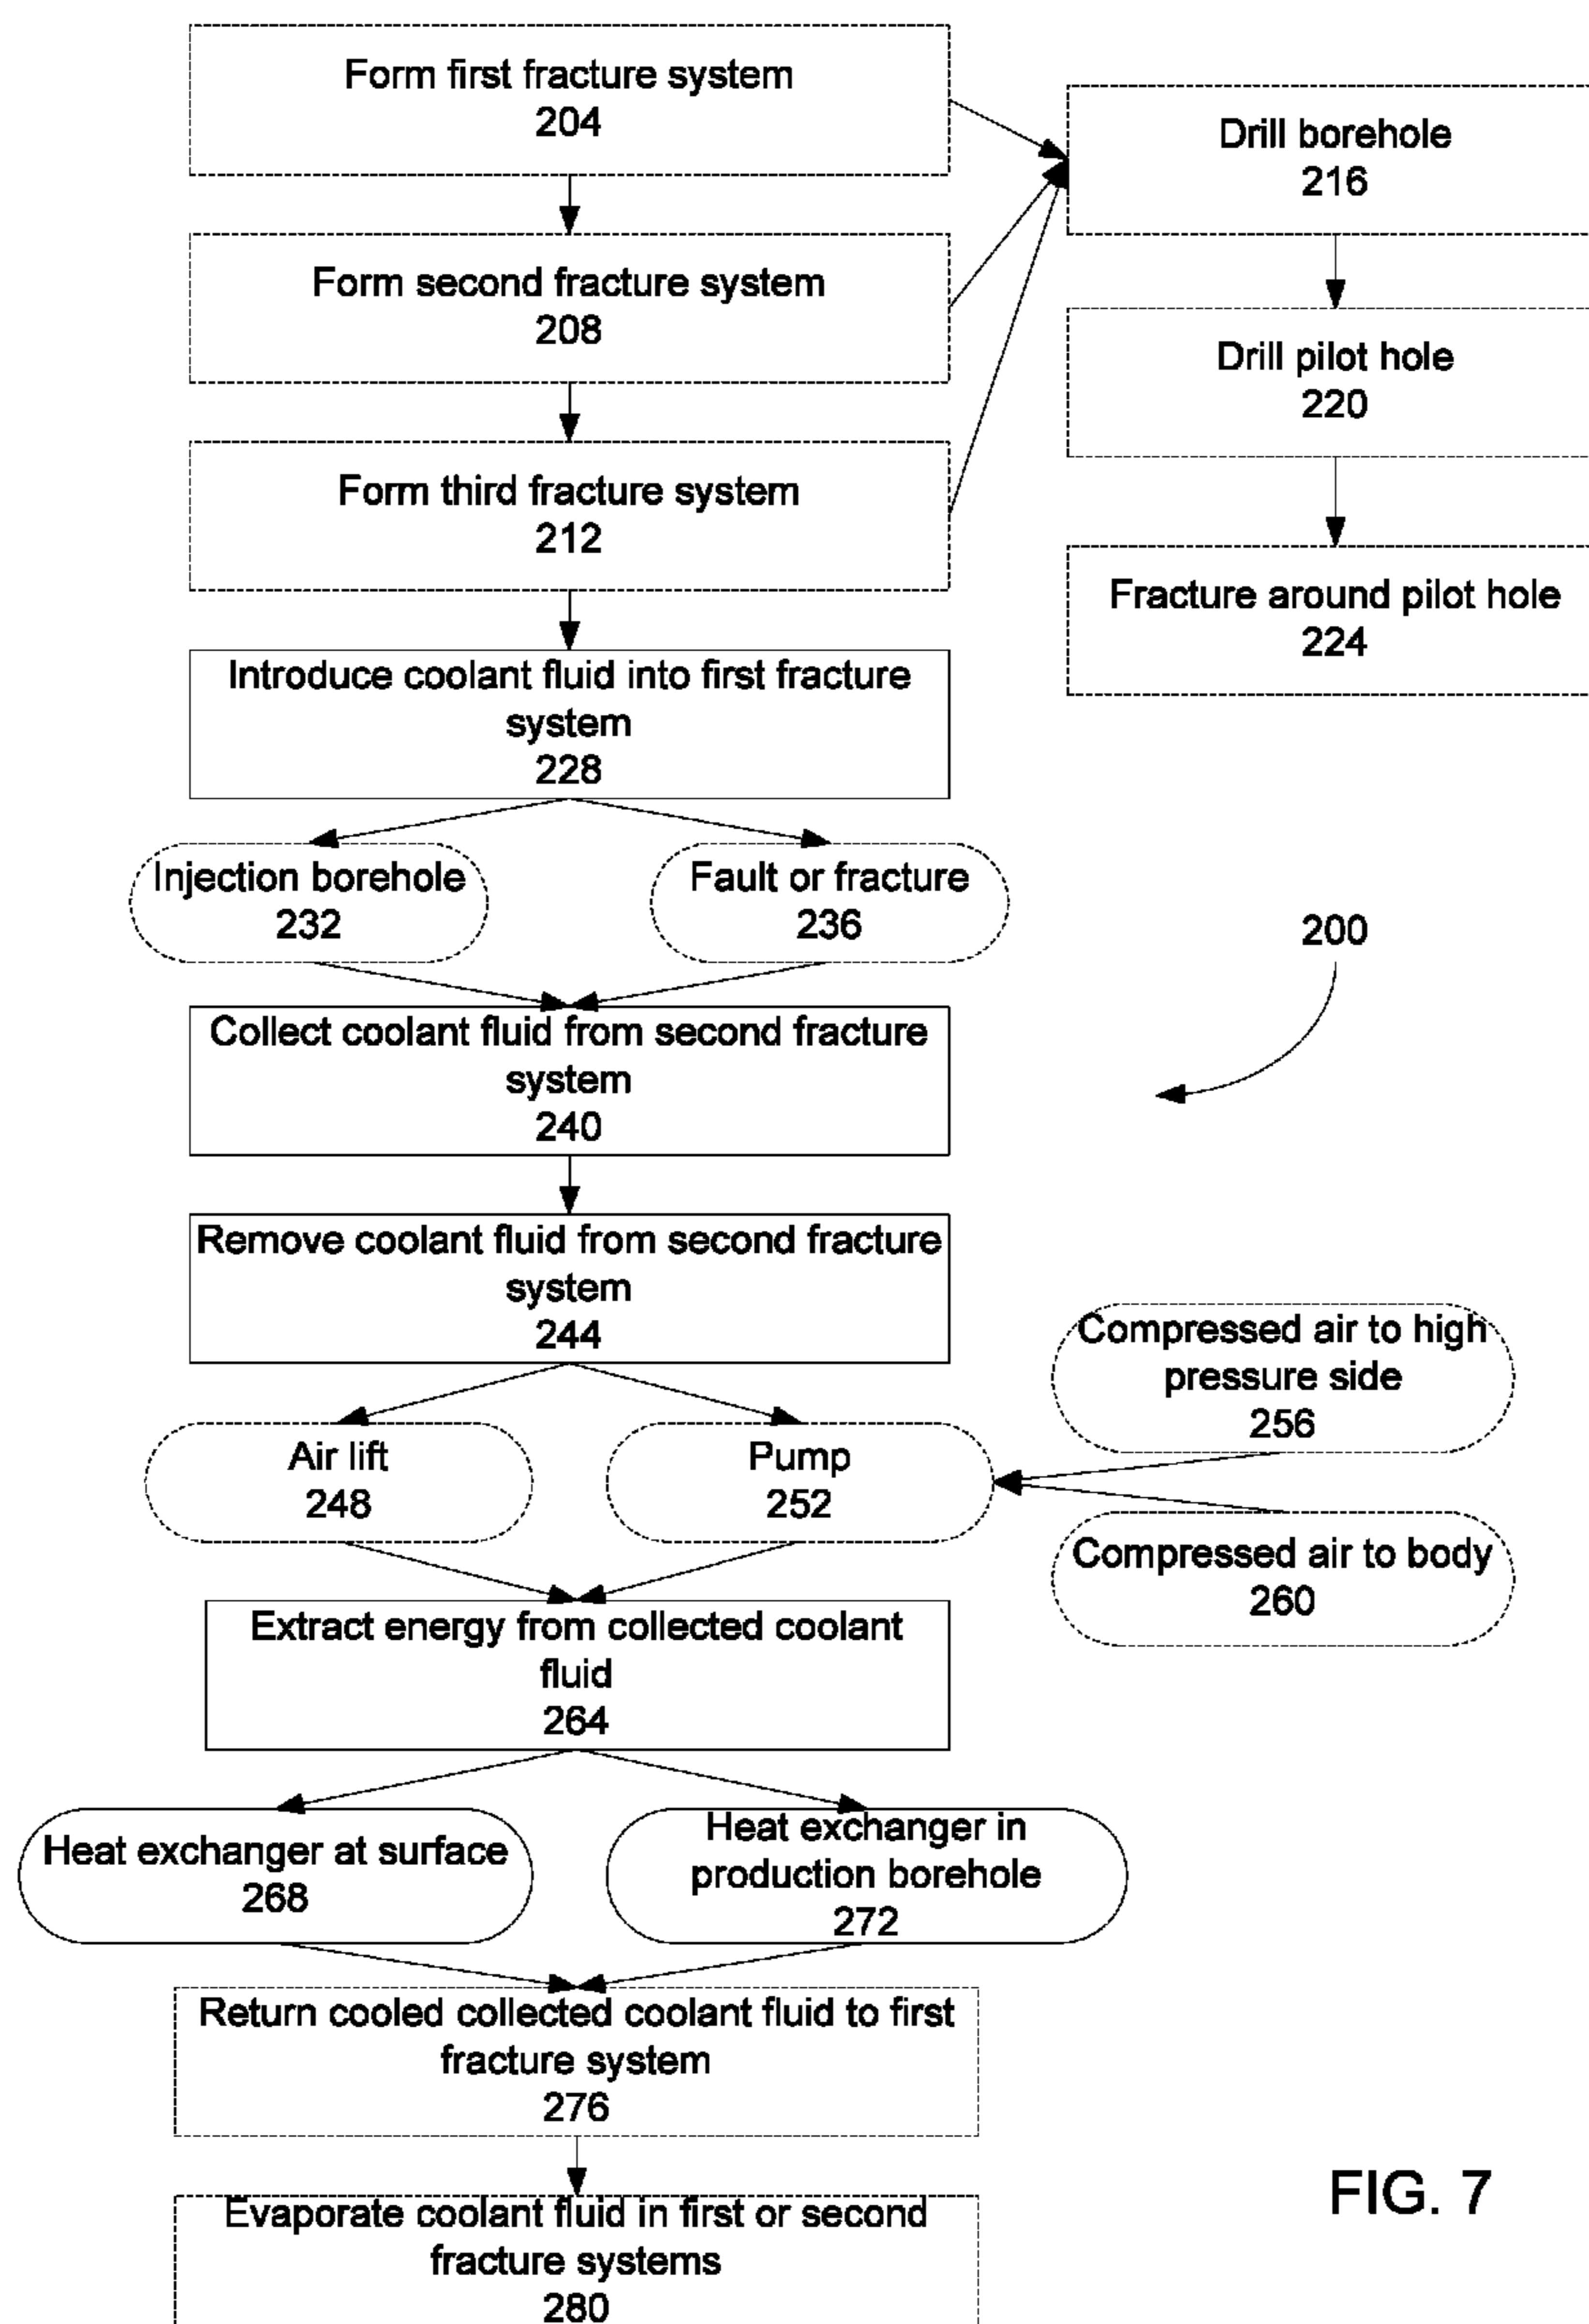 Form first fracture system
204
Drill borehole
216
Form second fracture system
208
Drill pilot hole
220
Form third fracture system
212
Fracture around pilot hole
224
Introduce coolant fluid into first fracture
system
228
Injection borehole
232
Fault or fracture
236
200
Collect coolant fluid from second fracture
system
240
Remove coolant fluid from second fracture
system
244
Compressed air to high
pressure side
256
Air lift
248
Pump
252
Compressed air to body
260
Extract energy from collected coolant
fluid
264
Heat exchanger at surface
268
Heat exchanger in
production borehole
272
Return cooled collected coolant fluid to first
fracture system
276
Evaporate coolant fluid in first or second
fracture systems
280
FIG. 7